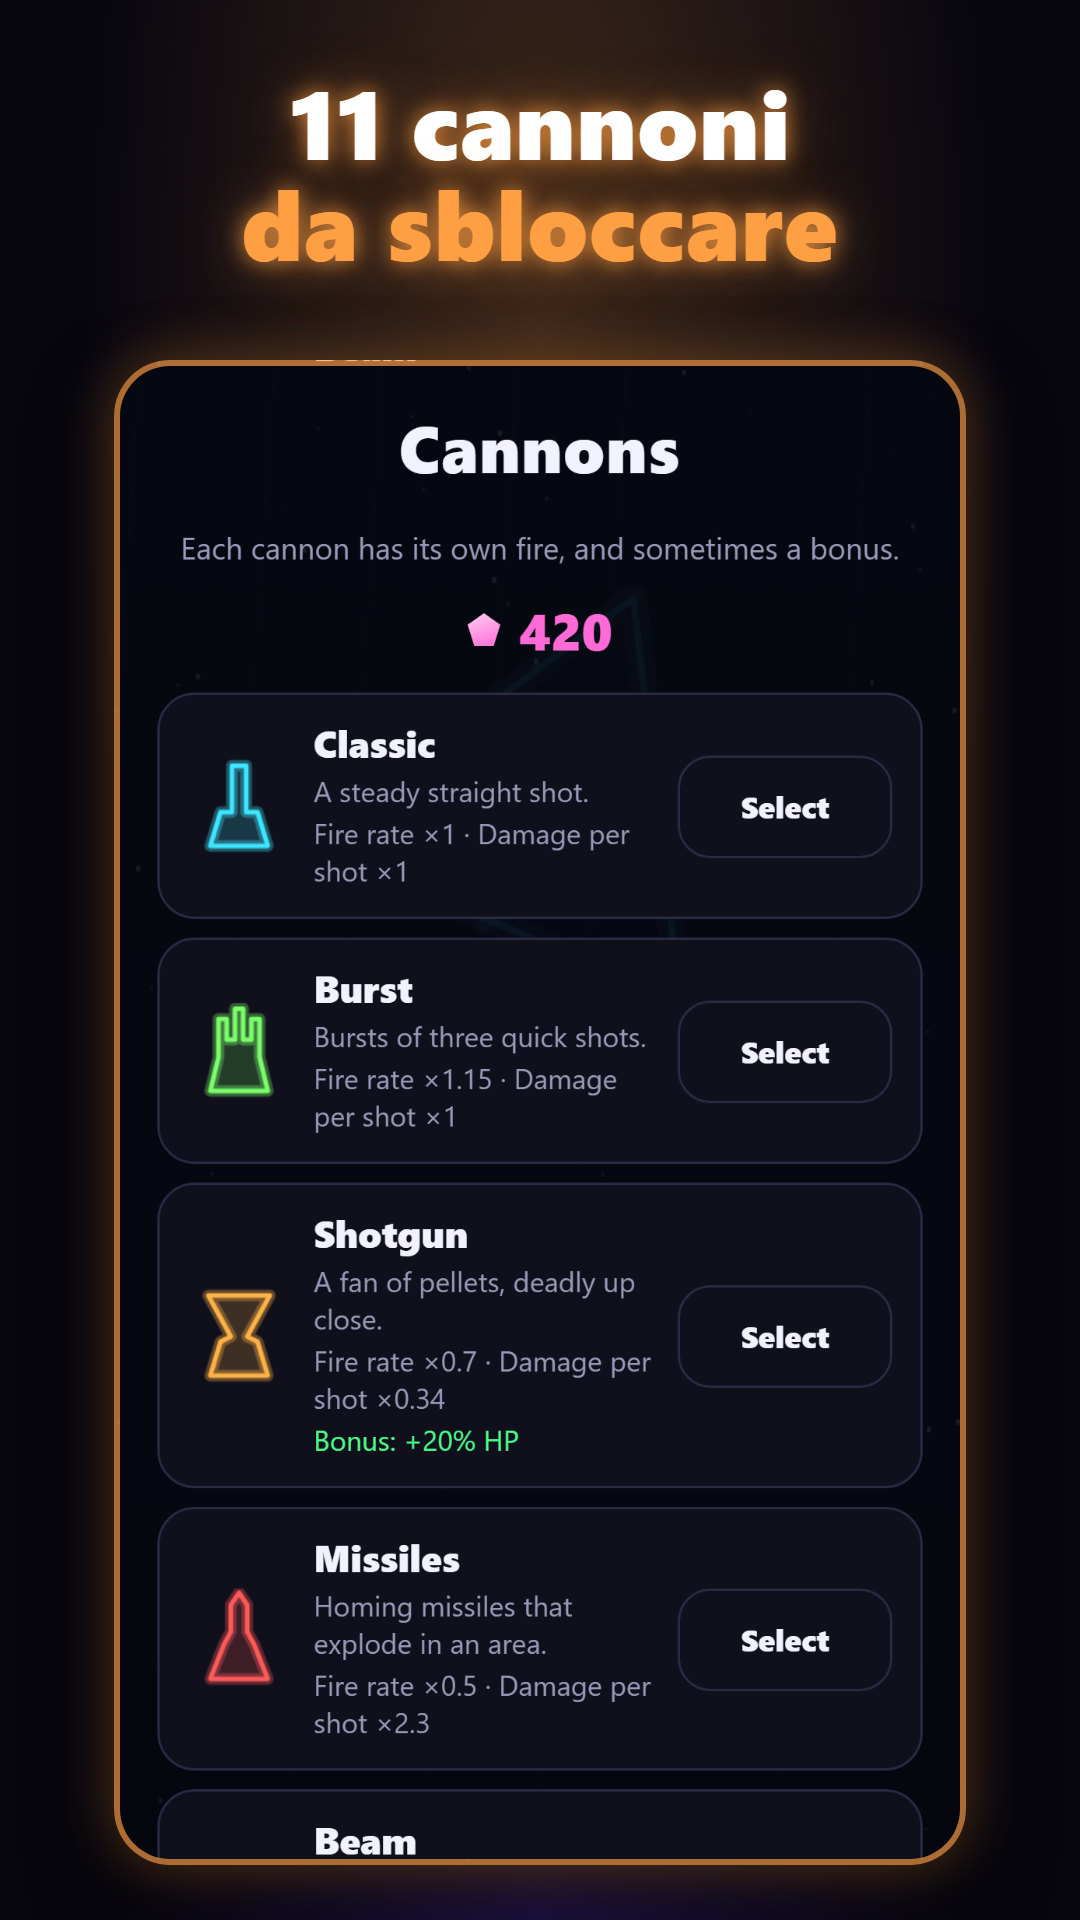 11 cannoni
da sbloccare
Cannons
Each cannon has its own fire, and sometimes a bonus.
420
Classic
A steady straight shot.
Fire rate ×1 · Damage per
shot ×1
Select
Burst
Bursts of three quick shots.
Fire rate ×1.15 · Damage
per shot ×1
Select
Shotgun
A fan of pellets, deadly up
close.
Fire rate ×0.7 · Damage per
shot ×0.34
Bonus: +20% HP
Select
Missiles
Homing missiles that
explode in an area.
Fire rate ×0.5 · Damage per
shot ×2.3
Select
Beam